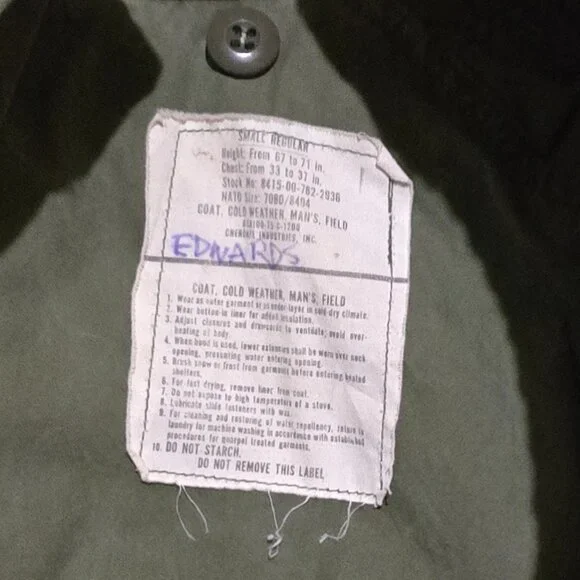 SMALL REGULAR
Height: From 67 to 71 in.
Chest: From 33 to 37 in.
Stock No: 8415-00-782-2936
NATO Size: 7080/8494
COAT, COLD WEATHER, MAN'S, FIELD
INDUSTRIES, INC.
EDWARDS
COAT, COLD WEATHER, MAN'S, FIELD
1. Wear as outer garment or as under-layer in cold-dry climate.
2. Wear button-in liner for added insulation.
3. Adjust closures and drawcords to ventilate; avoid over-
heating of body.
4. When hood is used, lower extension shall be worn over neck
opening, preventing water entering opening.
5. Brush snow or frost from garments before entering heated
shelters.
6. For fast drying, remove liner from coat.
7. Do not expose to high temperature of a stove.
8. Lubricate slide fasteners with wax.
9. For cleaning and restoring of water repellency, return to
laundry for machine washing in accordance with established
procedures for quarpel treated garments.
10. DO NOT STARCH.
DO NOT REMOVE THIS LABEL